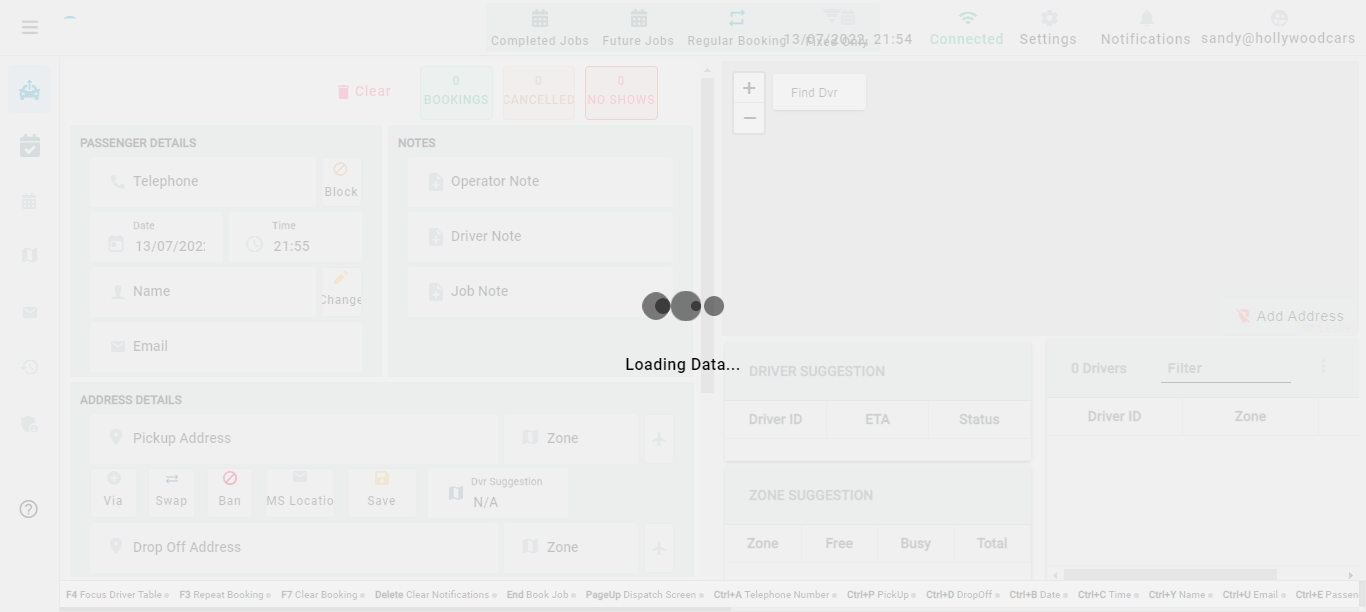 Completed Jobs
Future Jobs
Regular Booking
Fixed Only
13/07/2022, 21:54
Connected
Settings
Notifications
sandy@hollywoodcars
Clear
0
BOOKINGS
0
CANCELLED
0
NO SHOWS
Find Dvr
+
−
PASSENGER DETAILS
Telephone
Block
Date
13/07/202
Time
21:55
Name
Change
Email
NOTES
Operator Note
Driver Note
Job Note
Loading Data...
Add Address
ADDRESS DETAILS
Pickup Address
Zone
Via
Swap
Ban
MS Locatio
Save
Dvr Suggestion
N/A
Drop Off Address
Zone
DRIVER SUGGESTION
Driver ID
ETA
Status
ZONE SUGGESTION
Zone
Free
Busy
Total
0 Drivers
Filter
Driver ID
Zone
F4 Focus Driver Table
F3 Repeat Booking
F7 Clear Booking
Delete Clear Notifications
End Book Job
PageUp Dispatch Screen
Ctrl+A Telephone Number
Ctrl+P PickUp
Ctrl+D DropOff
Ctrl+B Date
Ctrl+C Time
Ctrl+Y Name
Ctrl+U Email
Ctrl+E Passen